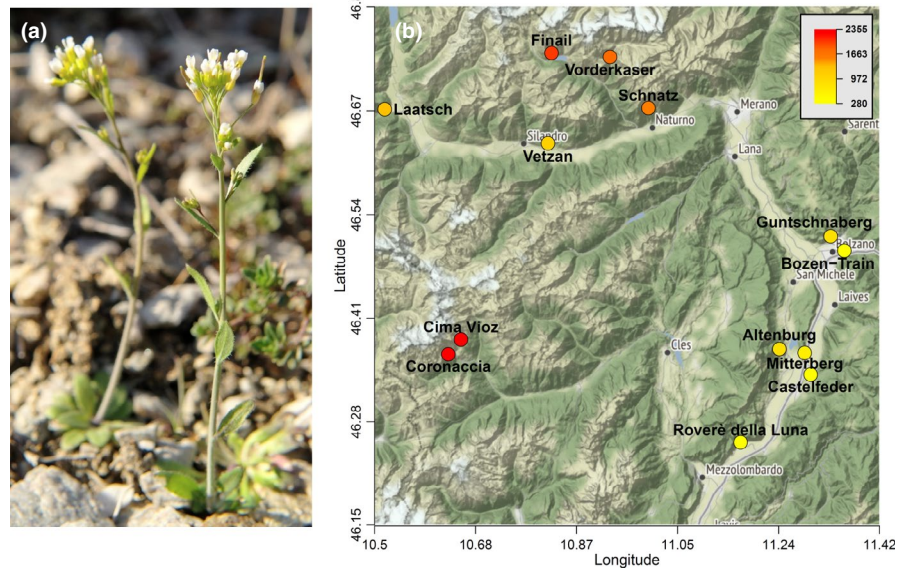 (a)
(b)
46.
46.67
46.54
46.41
46.28
46.15
Latitude
10.5
10.68
10.87
11.05
11.24
11.42
Longitude
2355
1663
972
280
Finail
Vorderkaser
Schnatz
Laatsch
Vetzan
Silandro
Naturno
Merano
Sarent
Lana
Guntschnaberg
Bolzano
Bozen–Train
San Michele
Laives
Cima Vioz
Coronaccia
Cles
Altenburg
Mitterberg
Castelfeder
Roverè della Luna
Mezzolombardo